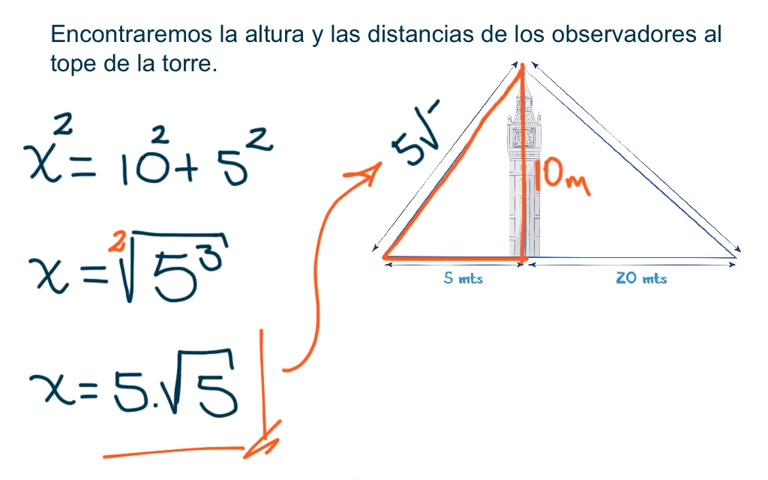 Encontraremos la altura y las distancias de los observadores al
tope de la torre.
x² = 10² + 5²
x = ²√5³
x = 5.√5
5√
10m
5 mts
20 mts